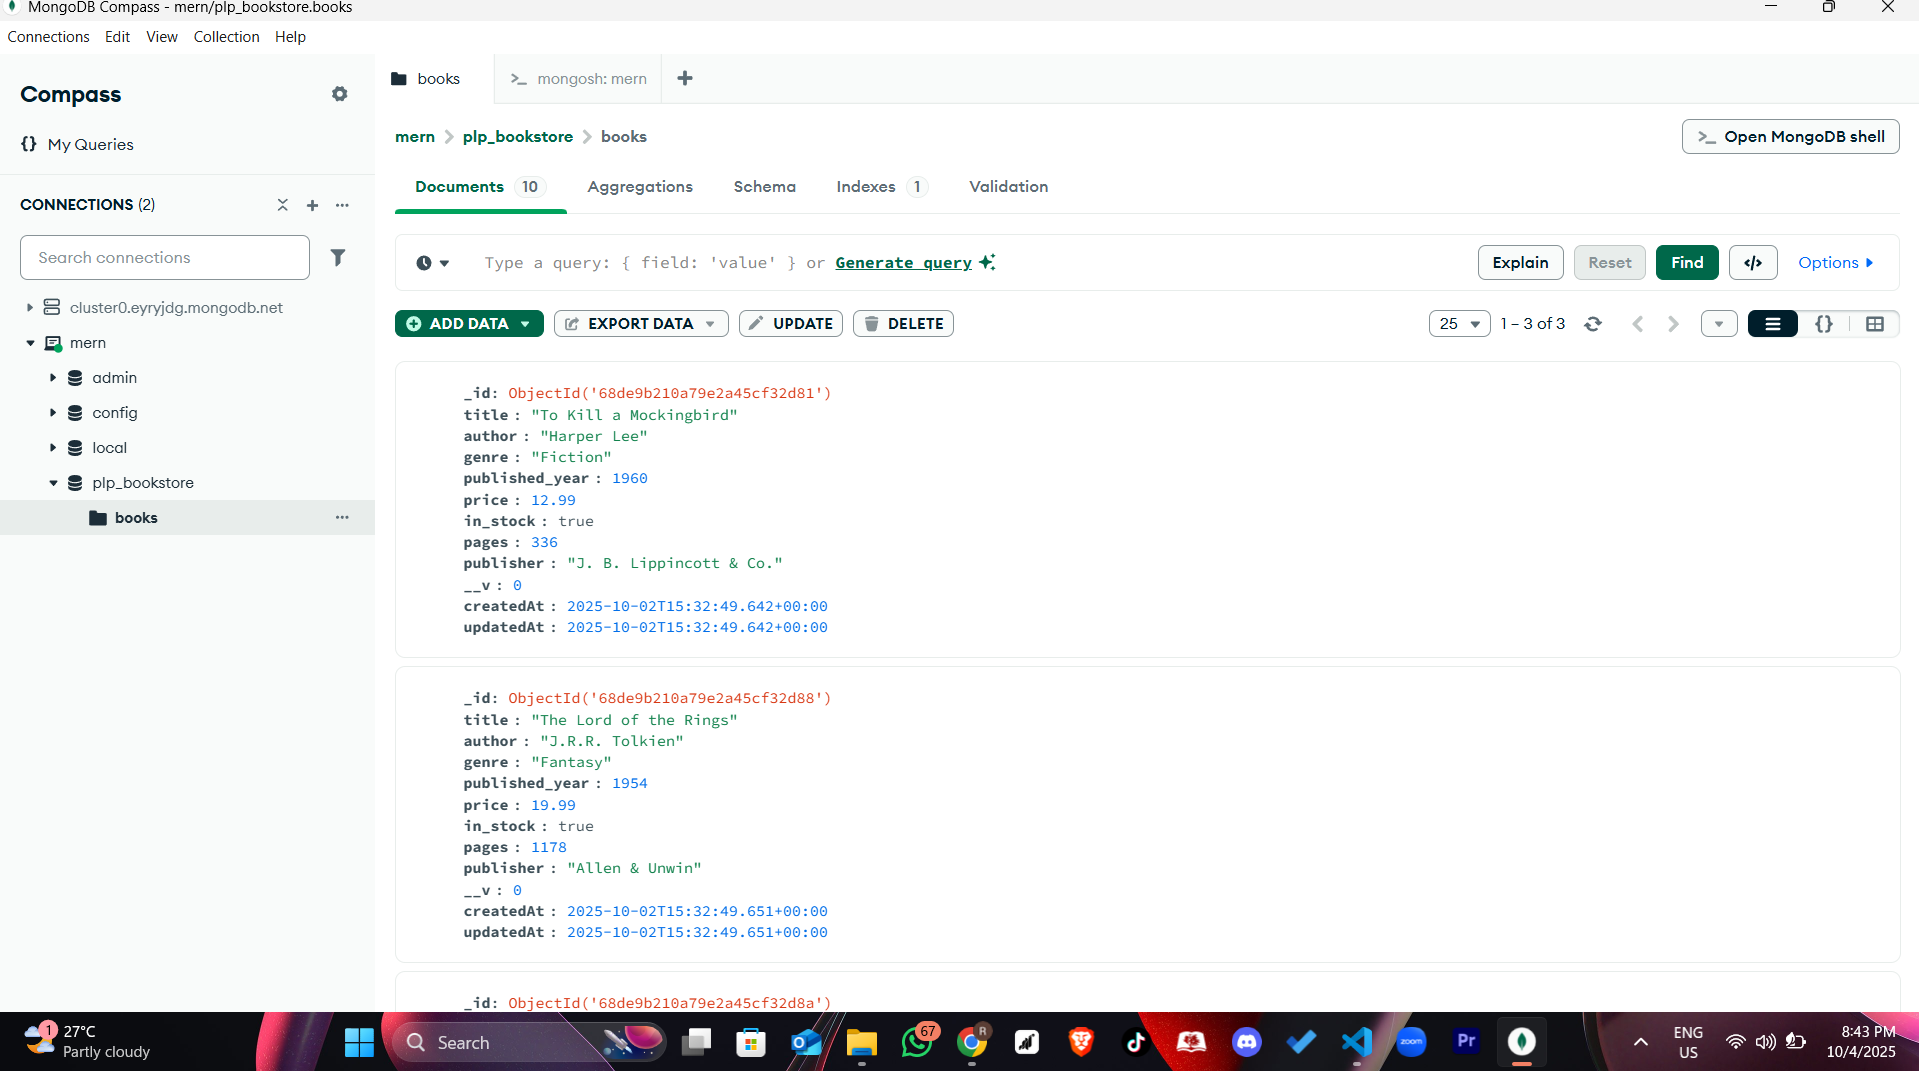 MongoDB Compass - mern/plp_bookstore.books
Connections Edit View Collection Help
Compass
{} My Queries
CONNECTIONS (2)
Search connections
cluster0.eyryjdg.mongodb.net
mern
admin
config
local
plp_bookstore
books
books
>_ mongosh: mern
mern > plp_bookstore > books
>_ Open MongoDB shell
Documents 10 Aggregations Schema Indexes 1 Validation
Type a query: { field: 'value' } or Generate query
Explain Reset Find </> Options
ADD DATA EXPORT DATA UPDATE DELETE
25 1 – 3 of 3 {}
_id: ObjectId('68de9b210a79e2a45cf32d81')
title : "To Kill a Mockingbird"
author : "Harper Lee"
genre : "Fiction"
published_year : 1960
price : 12.99
in_stock : true
pages : 336
publisher : "J. B. Lippincott & Co."
__v : 0
createdAt : 2025-10-02T15:32:49.642+00:00
updatedAt : 2025-10-02T15:32:49.642+00:00
_id: ObjectId('68de9b210a79e2a45cf32d88')
title : "The Lord of the Rings"
author : "J.R.R. Tolkien"
genre : "Fantasy"
published_year : 1954
price : 19.99
in_stock : true
pages : 1178
publisher : "Allen & Unwin"
__v : 0
createdAt : 2025-10-02T15:32:49.651+00:00
updatedAt : 2025-10-02T15:32:49.651+00:00
_id: ObjectId('68de9b210a79e2a45cf32d8a')
1
27°C
Partly cloudy
Search
67
R
zoom
Pr
ENG
US
8:43 PM
10/4/2025